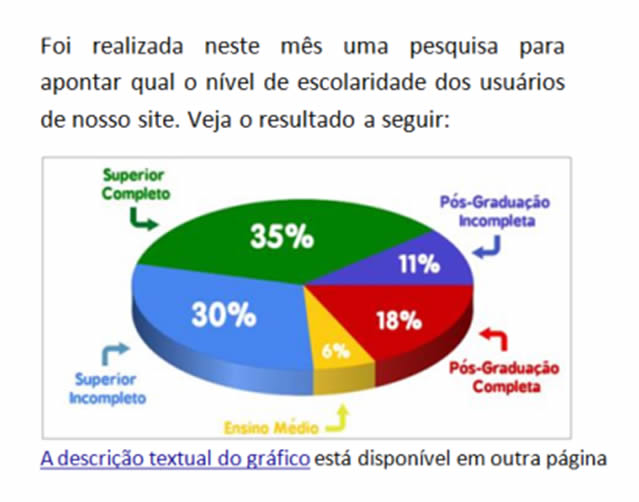 Foi realizada neste mês uma pesquisa para
apontar qual o nível de escolaridade dos usuários
de nosso site. Veja o resultado a seguir:
Superior
Completo
35%
Pós-Graduação
Incompleta
11%
30%
18%
6%
Superior
Incompleto
Pós-Graduação
Completa
Ensino Médio
A descrição textual do gráfico está disponível em outra página